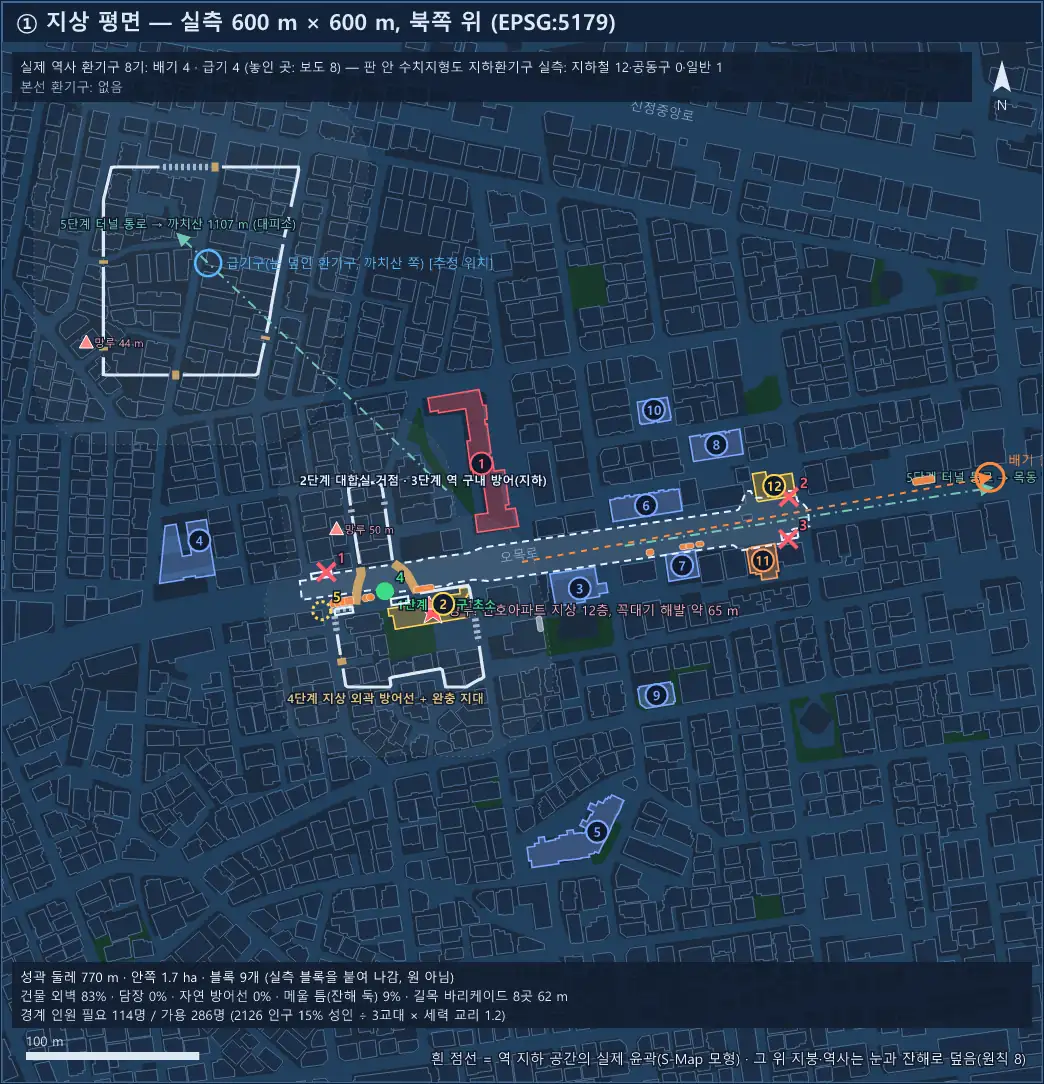 ① 지상 평면 — 실측 600 m × 600 m, 북쪽 위 (EPSG:5179)
실제 역사 환기구 8기: 배기 4 · 급기 4 (놓인 곳: 보도 8) — 판 안 수치지형도 지하환기구 실측: 지하철 12·공동구 0·일반 1
본선 환기구: 없음
N
신정중앙로
5단계 터널 통로 → 까치산 1107 m (대피소)
급기구(눈 덮인 환기구, 까치산 쪽) [추정 위치]
망루 44 m
10
8
배기
1
5단계 터널
목동
2단계 대합실 거점 · 3단계 역 구내 방어(지하)
12
2
6
망루 50 m
3
4
오목로
1
11
7
4
3
5
2
초소
호아파트 지상 12층, 꼭대기 해발 약 65 m
4단계 지상 외곽 방어선 + 완충 지대
9
5
성곽 둘레 770 m · 안쪽 1.7 ha · 블록 9개 (실측 블록을 붙여 나감, 원 아님)
건물 외벽 83% · 담장 0% · 자연 방어선 0% · 메울 틈(잔해 둑) 9% · 길목 바리케이드 8곳 62 m
경계 인원 필요 114명 / 가용 286명 (2126 인구 15% 성인 ÷ 3교대 × 세력 교리 1.2)
100 m
흰 점선 = 역 지하 공간의 실제 윤곽(S-Map 모형) · 그 위 지붕·역사는 눈과 잔해로 덮음(원칙 8)